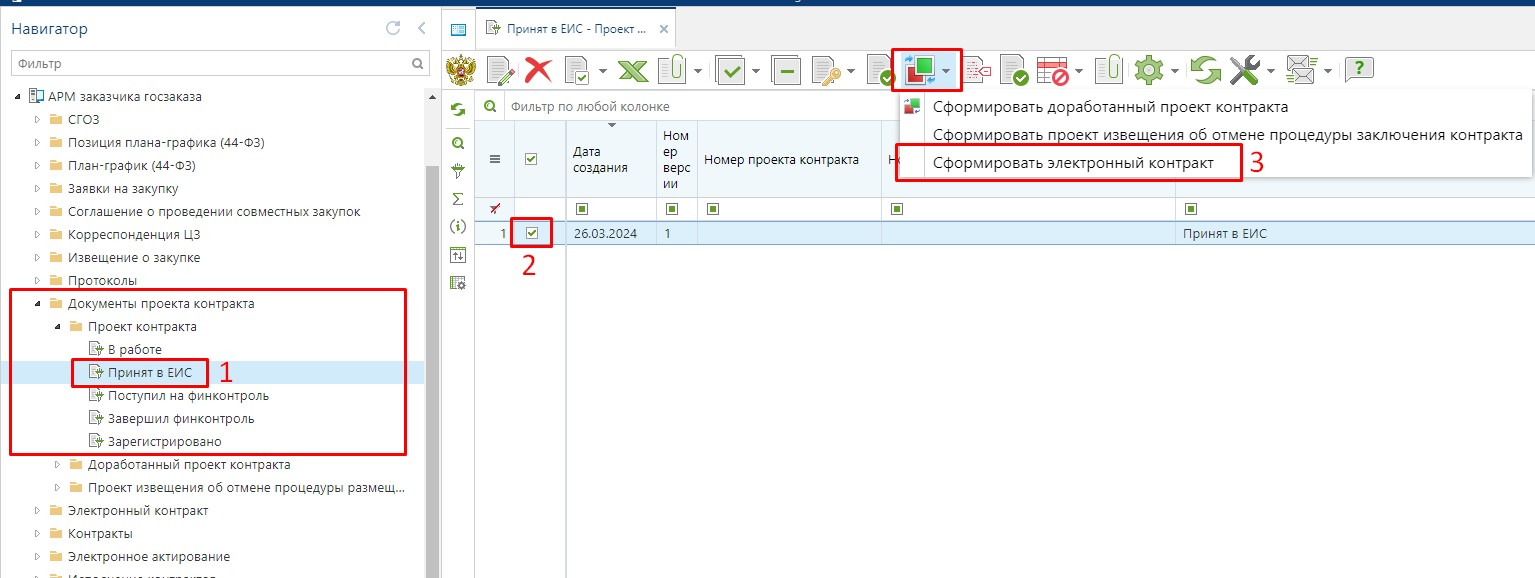 Навигатор
Фильтр
АРМ заказчика госзаказа
СГОЗ
Позиция плана-графика (44-ФЗ)
План-график (44-ФЗ)
Заявки на закупку
Соглашение о проведении совместных закупок
Корреспонденция ЦЗ
Извещение о закупке
Протоколы
Документы проекта контракта
Проект контракта
В работе
Принят в ЕИС 1
Поступил на финконтроль
Завершил финконтроль
Зарегистрировано
Доработанный проект контракта
Проект извещения об отмене процедуры размещ...
Электронный контракт
Контракты
Электронное актирование
Принят в ЕИС - Проект ...
Сформировать доработанный проект контракта
Сформировать проект извещения об отмене процедуры заключения контракта
Сформировать электронный контракт 3
Фильтр по любой колонке
Дата
создания
Ном
ер
верс
ии
Номер проекта контракта
1 26.03.2024 1 Принят в ЕИС
2